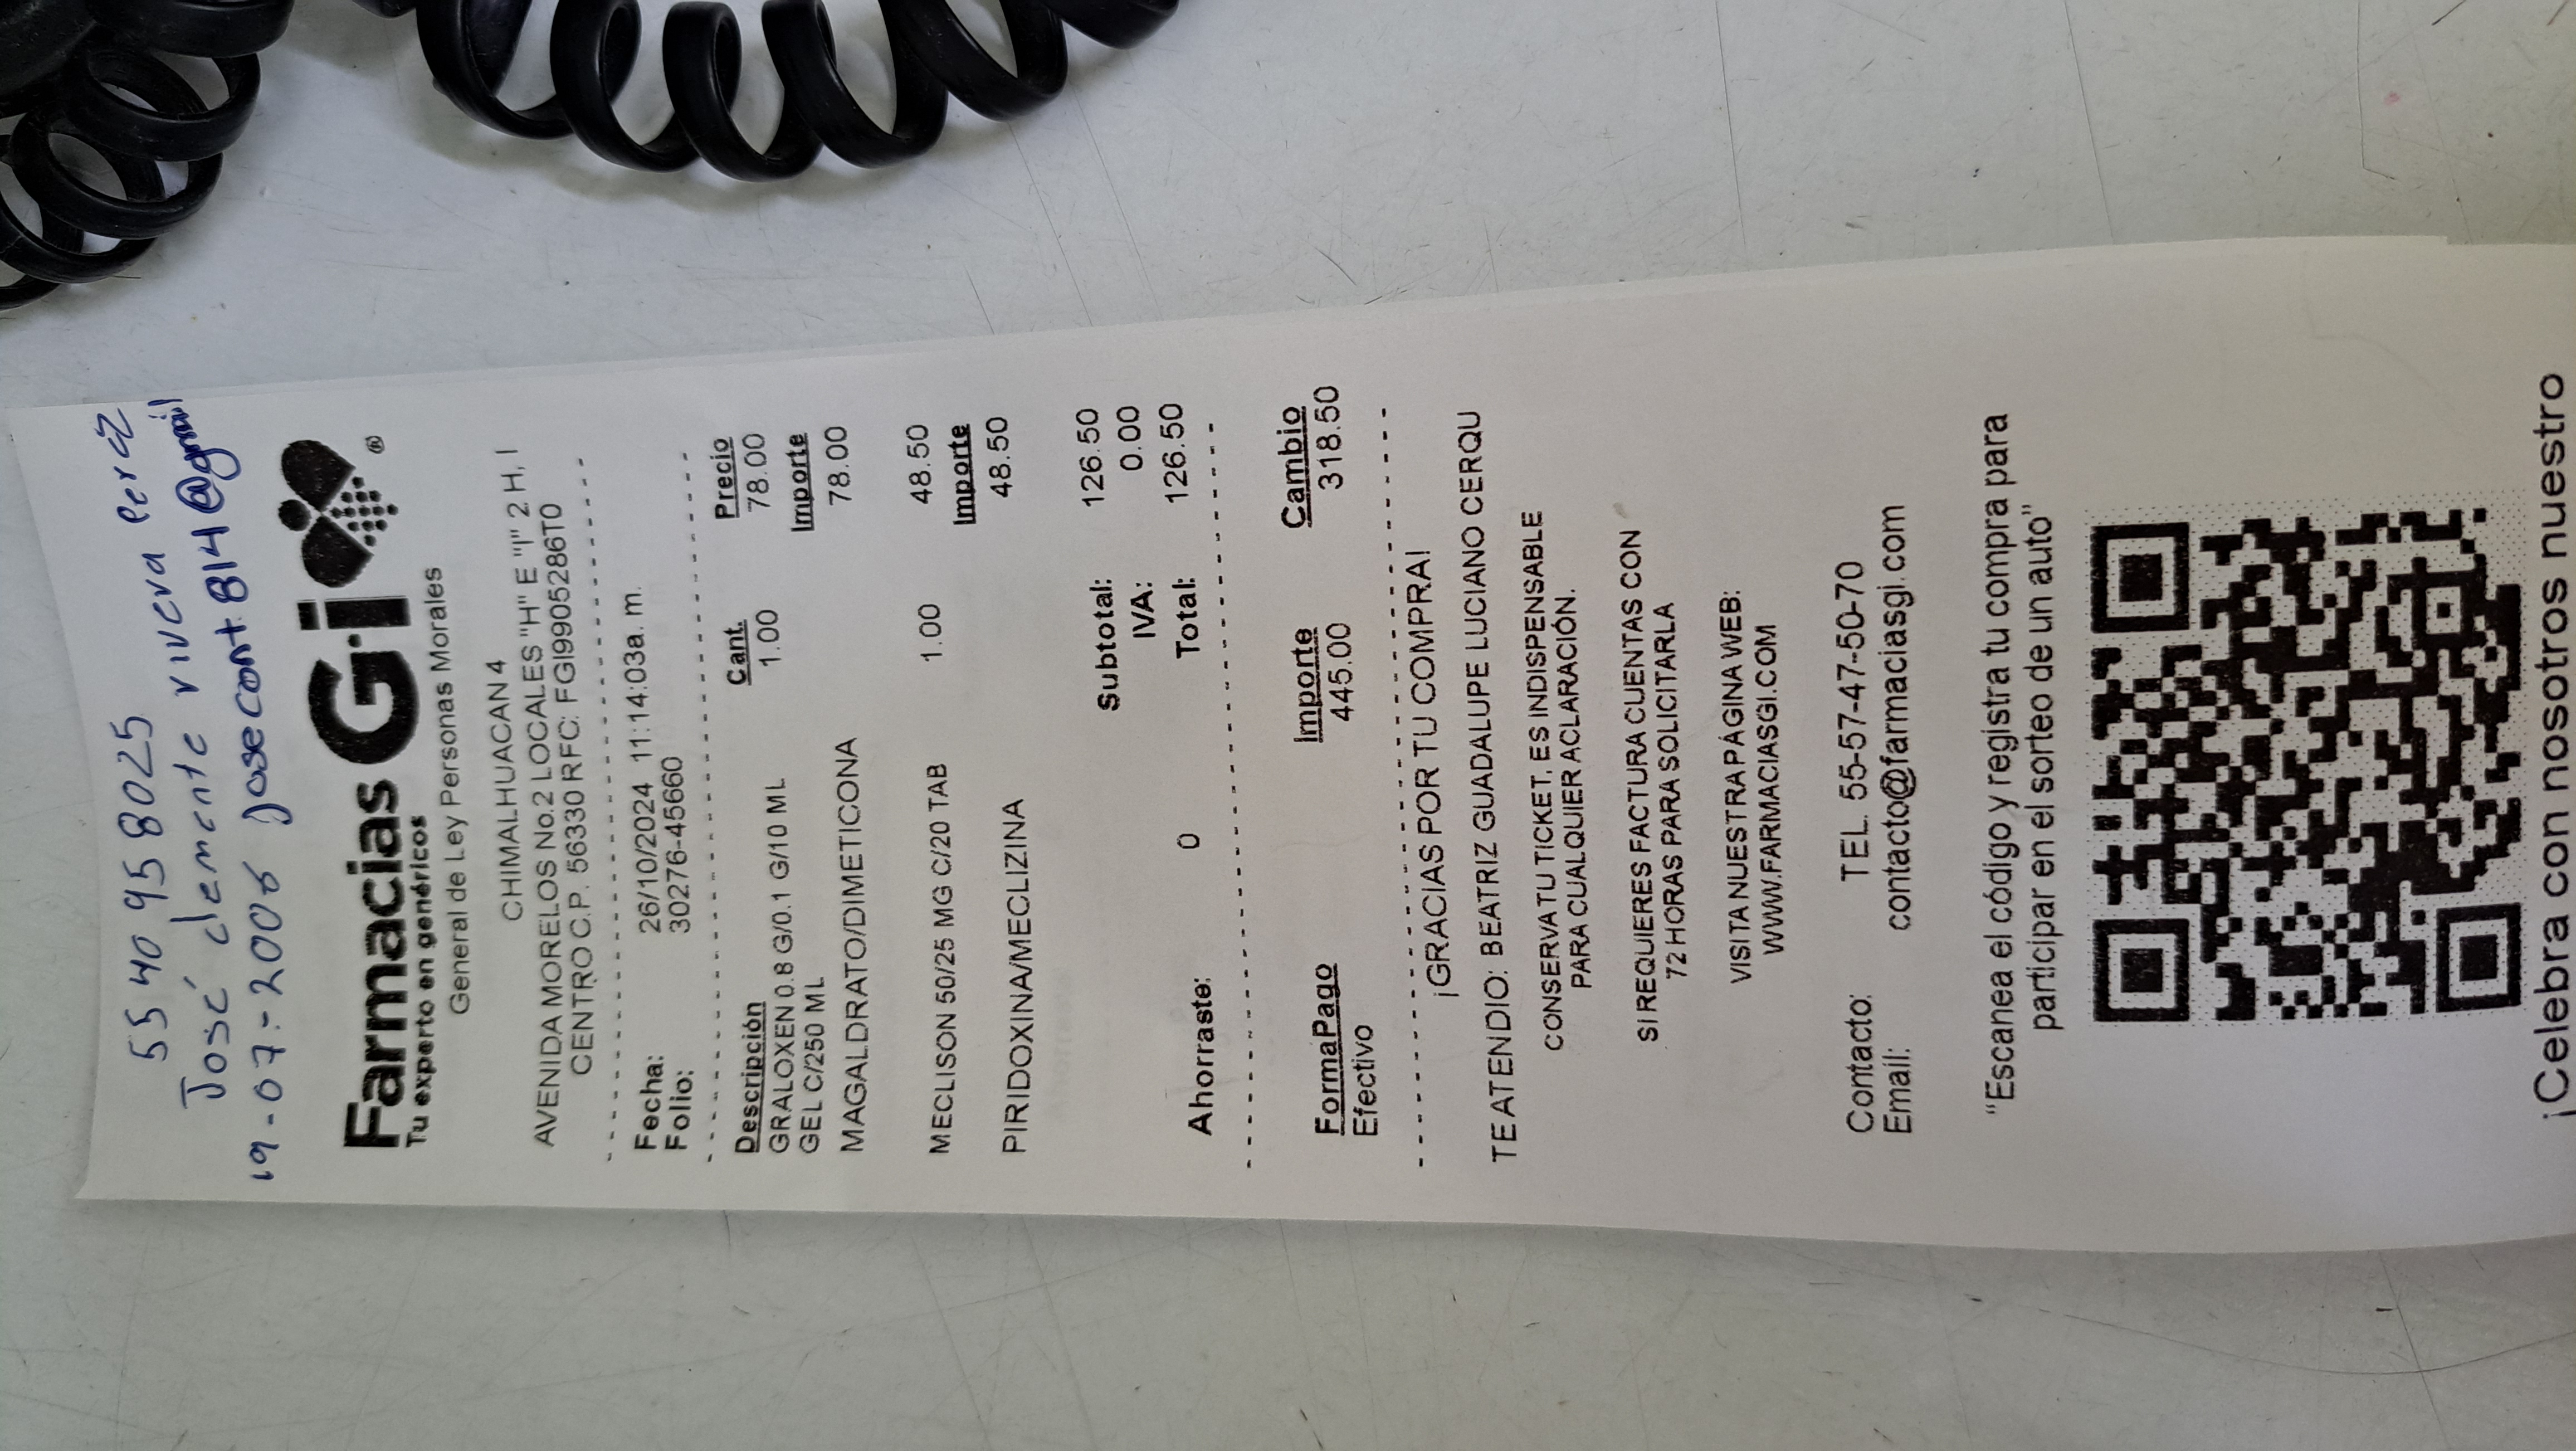 55 40 95 8025
José clemente vivera Perez
19-07-2006 Josecont814@gmail
Farmacias Gi ®
Tu experto en genéricos
General de Ley Personas Morales
CHIMALHUACAN 4
AVENIDA MORELOS No.2 LOCALES "H" E "I" 2 H, I
CENTRO C.P. 56330 RFC: FGI9905286T0
Fecha: 26/10/2024 11:14:03a. m.
Folio: 30276-45660
Descripción Cant. Precio
GRALOXEN 0.8 G/0.1 G/10 ML 1.00 78.00
GEL C/250 ML Importe
MAGALDRATO/DIMETICONA 78.00
MECLISON 50/25 MG C/20 TAB 1.00 48.50
Importe
PIRIDOXINA/MECLIZINA 48.50
Subtotal: 126.50
IVA: 0.00
Ahorraste: 0 Total: 126.50
FormaPago Importe Cambio
Efectivo 445.00 318.50
¡GRACIAS POR TU COMPRA!
TE ATENDIO: BEATRIZ GUADALUPE LUCIANO CERQU
CONSERVA TU TICKET, ES INDISPENSABLE
PARA CUALQUIER ACLARACIÓN.
SI REQUIERES FACTURA CUENTAS CON
72 HORAS PARA SOLICITARLA
VISITA NUESTRA PÁGINA WEB:
WWW.FARMACIASGI.COM
Contacto: TEL. 55-57-47-50-70
Email: contacto@farmaciasgi.com
"Escanea el código y registra tu compra para
participar en el sorteo de un auto"
¡Celebra con nosotros nuestro